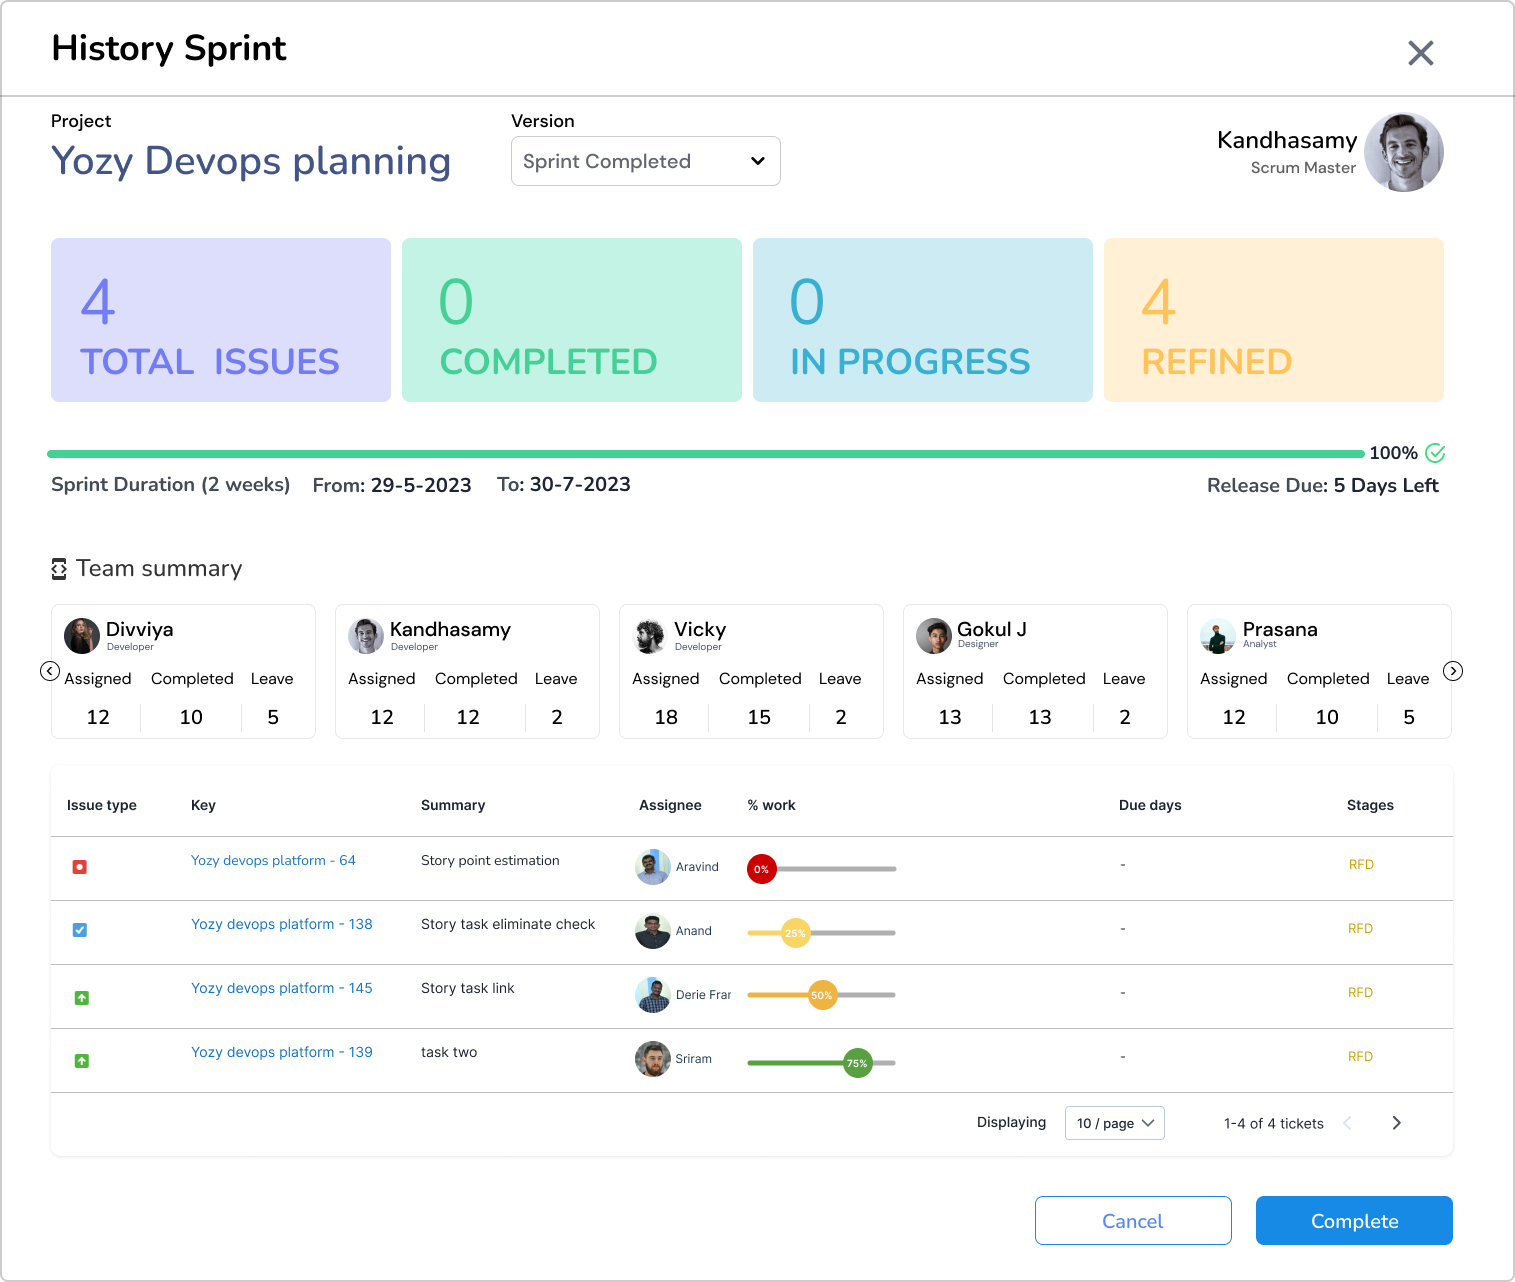 History Sprint
Project
Yozy Devops planning
Version
Sprint Completed
Kandhasamy
Scrum Master
4
TOTAL ISSUES
0
COMPLETED
0
IN PROGRESS
4
REFINED
100%
Sprint Duration (2 weeks) From: 29-5-2023 To: 30-7-2023
Release Due: 5 Days Left
Team summary
Divviya
Developer
Assigned Completed Leave
12 10 5
Kandhasamy
Developer
Assigned Completed Leave
12 12 2
Vicky
Developer
Assigned Completed Leave
18 15 2
Gokul J
Designer
Assigned Completed Leave
13 13 2
Prasana
Analyst
Assigned Completed Leave
12 10 5
Issue type Key Summary Assignee % work Due days Stages
Yozy devops platform - 64 Story point estimation Aravind 0% - RFD
Yozy devops platform - 138 Story task eliminate check Anand 25% - RFD
Yozy devops platform - 145 Story task link Derie Fran 50% - RFD
Yozy devops platform - 139 task two Sriram 75% - RFD
Displaying 10 / page 1-4 of 4 tickets
Cancel Complete